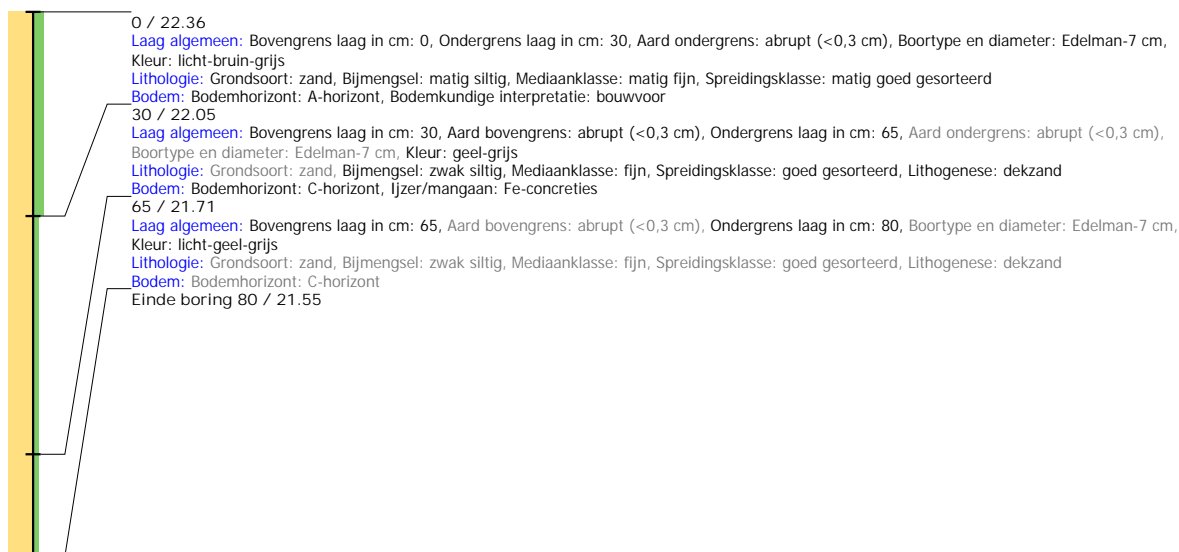 0 / 22.36
Laag algemeen: Bovengrens laag in cm: 0, Ondergrens laag in cm: 30, Aard ondergrens: abrupt (<0,3 cm), Boortype en diameter: Edelman-7 cm,
Kleur: licht-bruin-grijs
Lithologie: Grondsoort: zand, Bijmengsel: matig siltig, Mediaanklasse: matig fijn, Spreidingsklasse: matig goed gesorteerd
Bodem: Bodemhorizont: A-horizont, Bodemkundige interpretatie: bouwvoor
30 / 22.05
Laag algemeen: Bovengrens laag in cm: 30, Aard bovengrens: abrupt (<0,3 cm), Ondergrens laag in cm: 65, Aard ondergrens: abrupt (<0,3 cm),
Boortype en diameter: Edelman-7 cm, Kleur: geel-grijs
Lithologie: Grondsoort: zand, Bijmengsel: zwak siltig, Mediaanklasse: fijn, Spreidingsklasse: goed gesorteerd, Lithogenese: dekzand
Bodem: Bodemhorizont: C-horizont, Ijzer/mangaan: Fe-concreties
65 / 21.71
Laag algemeen: Bovengrens laag in cm: 65, Aard bovengrens: abrupt (<0,3 cm), Ondergrens laag in cm: 80, Boortype en diameter: Edelman-7 cm,
Kleur: licht-geel-grijs
Lithologie: Grondsoort: zand, Bijmengsel: zwak siltig, Mediaanklasse: fijn, Spreidingsklasse: goed gesorteerd, Lithogenese: dekzand
Bodem: Bodemhorizont: C-horizont
Einde boring 80 / 21.55